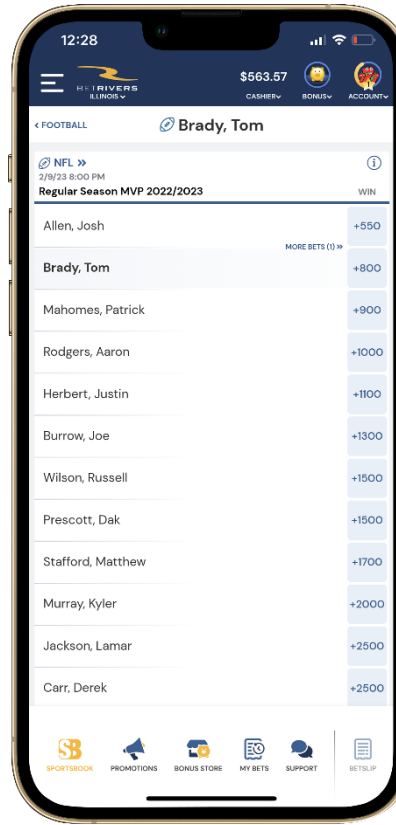 12:28
BETRIVERS
ILLINOIS
$563.57
CASHIER
BONUS
ACCOUNT
< FOOTBALL
Brady, Tom
NFL »
2/9/23 8:00 PM
Regular Season MVP 2022/2023
WIN
Allen, Josh +550
MORE BETS (1) »
Brady, Tom +800
Mahomes, Patrick +900
Rodgers, Aaron +1000
Herbert, Justin +1100
Burrow, Joe +1300
Wilson, Russell +1500
Prescott, Dak +1500
Stafford, Matthew +1700
Murray, Kyler +2000
Jackson, Lamar +2500
Carr, Derek +2500
SB
SPORTSBOOK PROMOTIONS BONUS STORE MY BETS SUPPORT BETSLIP